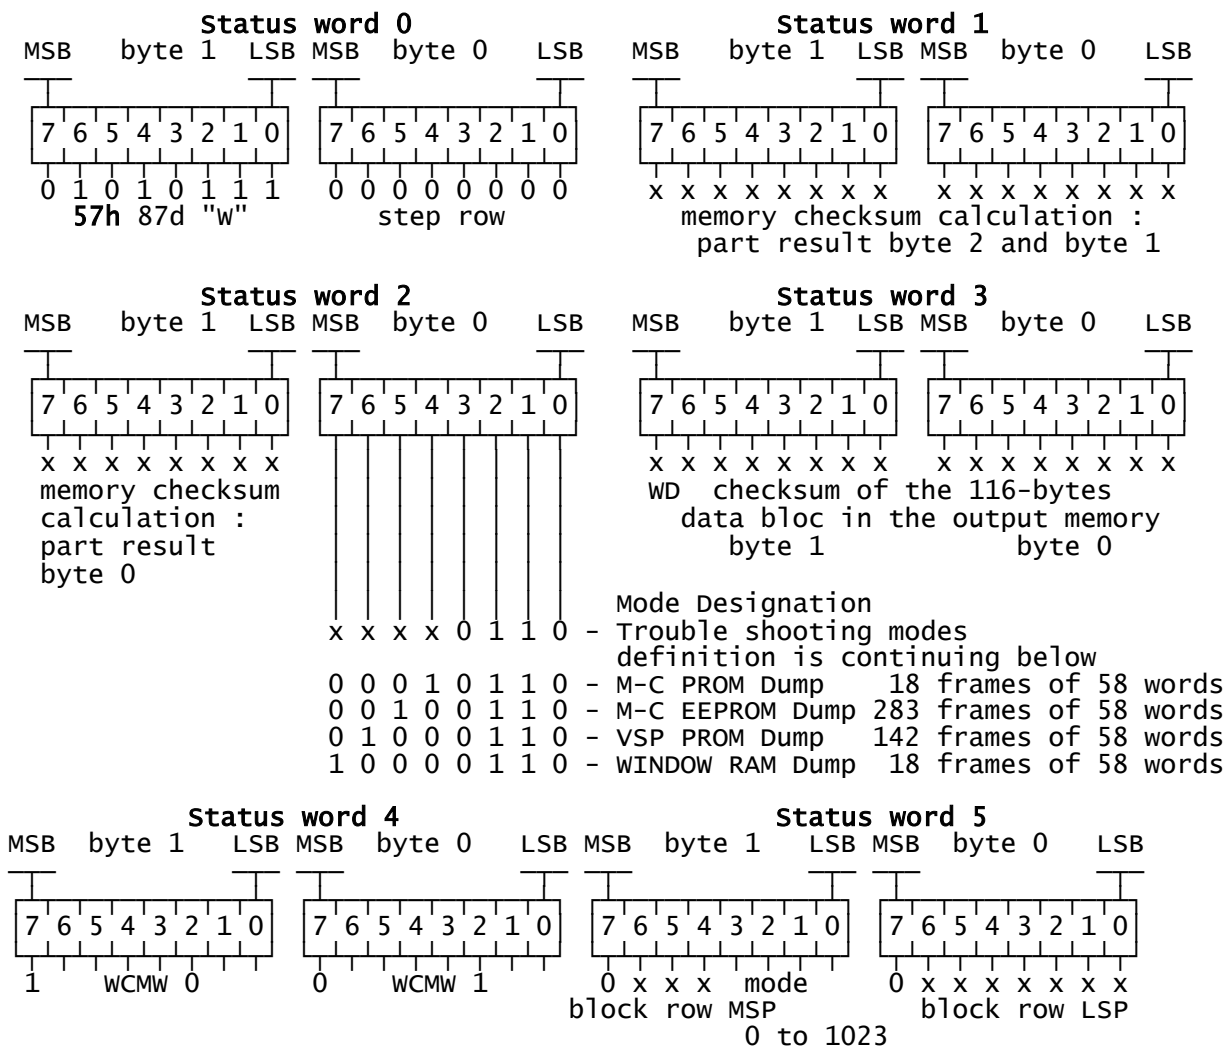 Status word 0 Status word 1
MSB byte 1 LSB MSB byte 0 LSB MSB byte 1 LSB MSB byte 0 LSB
7 6 5 4 3 2 1 0 7 6 5 4 3 2 1 0 7 6 5 4 3 2 1 0 7 6 5 4 3 2 1 0
0 1 0 1 0 1 1 1 0 0 0 0 0 0 0 0 x x x x x x x x x x x x x x x x
57h 87d "W" step row memory checksum calculation :
part result byte 2 and byte 1
Status word 2 Status word 3
MSB byte 1 LSB MSB byte 0 LSB MSB byte 1 LSB MSB byte 0 LSB
7 6 5 4 3 2 1 0 7 6 5 4 3 2 1 0 7 6 5 4 3 2 1 0 7 6 5 4 3 2 1 0
x x x x x x x x x x x x x x x x x x x x x x x x
memory checksum WD checksum of the 116-bytes
calculation : data bloc in the output memory
part result byte 1 byte 0
byte 0
Mode Designation
x x x x 0 1 1 0 - Trouble shooting modes
definition is continuing below
0 0 0 1 0 1 1 0 - M-C PROM Dump 18 frames of 58 words
0 0 1 0 0 1 1 0 - M-C EEPROM Dump 283 frames of 58 words
0 1 0 0 0 1 1 0 - VSP PROM Dump 142 frames of 58 words
1 0 0 0 0 1 1 0 - WINDOW RAM Dump 18 frames of 58 words
Status word 4 Status word 5
MSB byte 1 LSB MSB byte 0 LSB MSB byte 1 LSB MSB byte 0 LSB
7 6 5 4 3 2 1 0 7 6 5 4 3 2 1 0 7 6 5 4 3 2 1 0 7 6 5 4 3 2 1 0
1 WCMW 0 0 WCMW 1 0 x x x mode 0 x x x x x x x
block row MSP block row LSP
0 to 1023